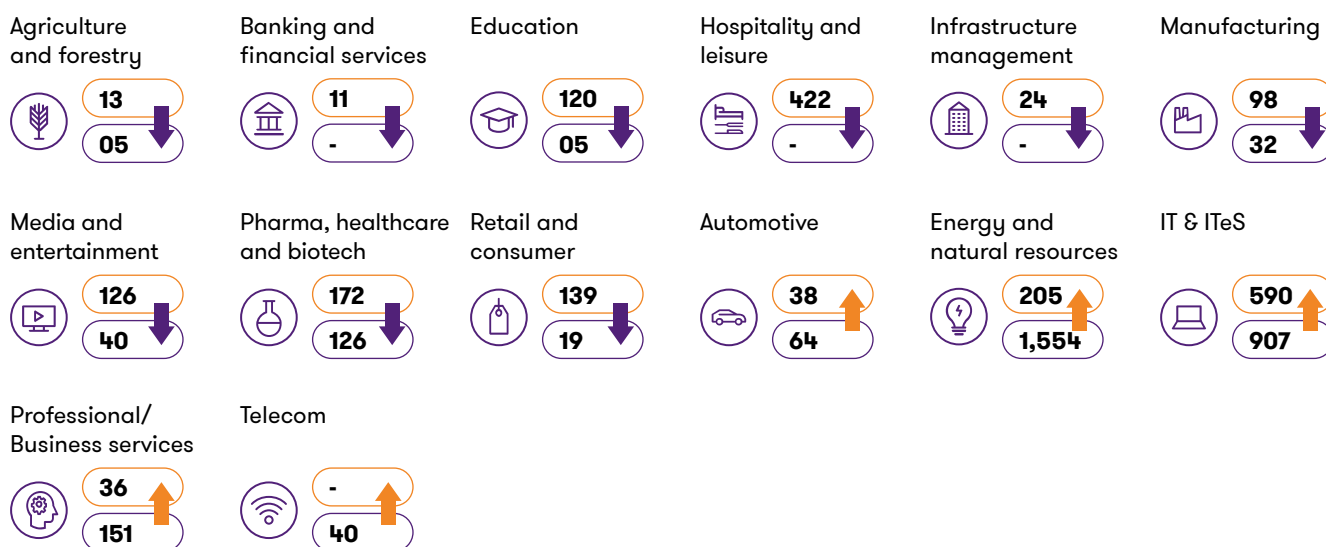 Agriculture
and forestry
13
05
Banking and
financial services
11
-
Education
120
05
Hospitality and
leisure
422
-
Infrastructure
management
24
-
Manufacturing
98
32
Media and
entertainment
126
40
Pharma, healthcare
and biotech
172
126
Retail and
consumer
139
19
Automotive
38
64
Energy and
natural resources
205
1,554
IT & ITeS
590
907
Professional/
Business services
36
151
Telecom
-
40